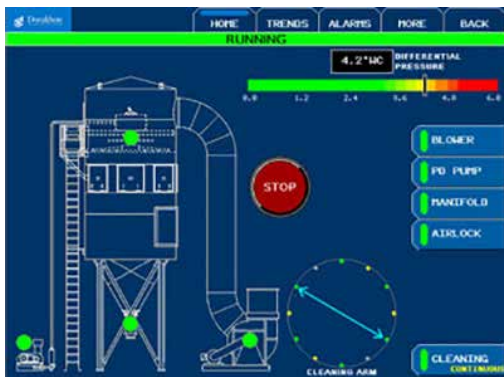 Donaldson
HOME TRENDS ALARMS MORE BACK
RUNNING
4.2"WC
DIFFERENTIAL
PRESSURE
0.0 1.2 2.4 3.6 4.8 6.0
BLOWER
PD PUMP
MANIFOLD
AIRLOCK
STOP
CLEANING ARM
CLEANING
CONTINUOUS